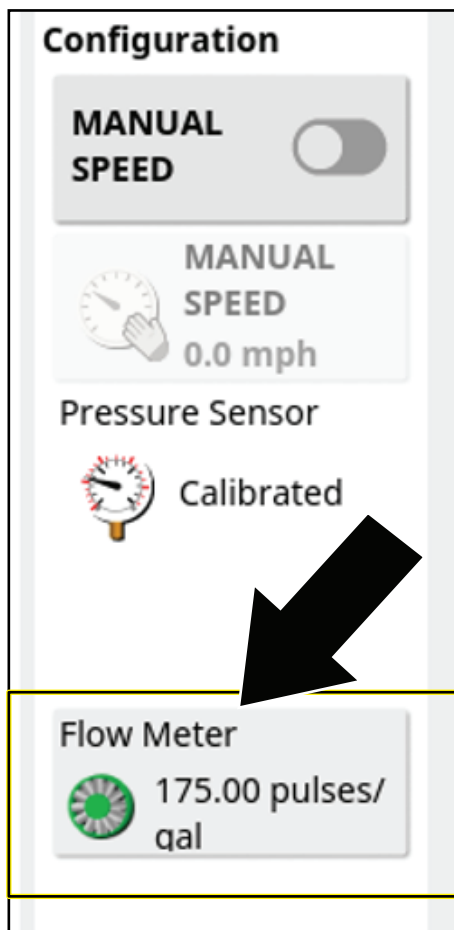 Configuration
MANUAL
SPEED
MANUAL
SPEED
0.0 mph
Pressure Sensor
Calibrated
Flow Meter
175.00 pulses/
gal